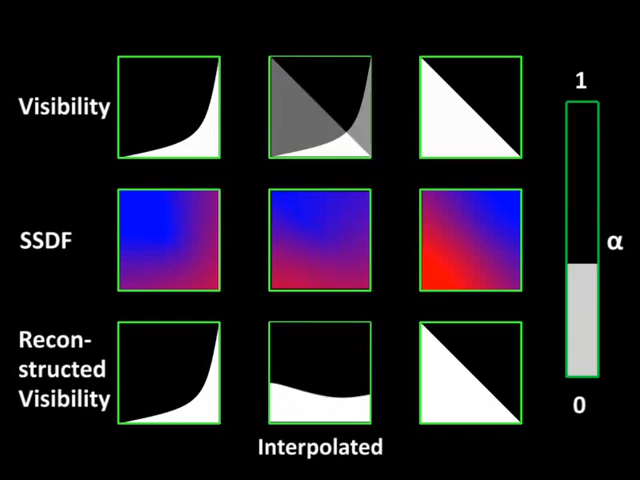 1
Visibility
SSDF
α
Recon-
structed
Visibility
0
Interpolated